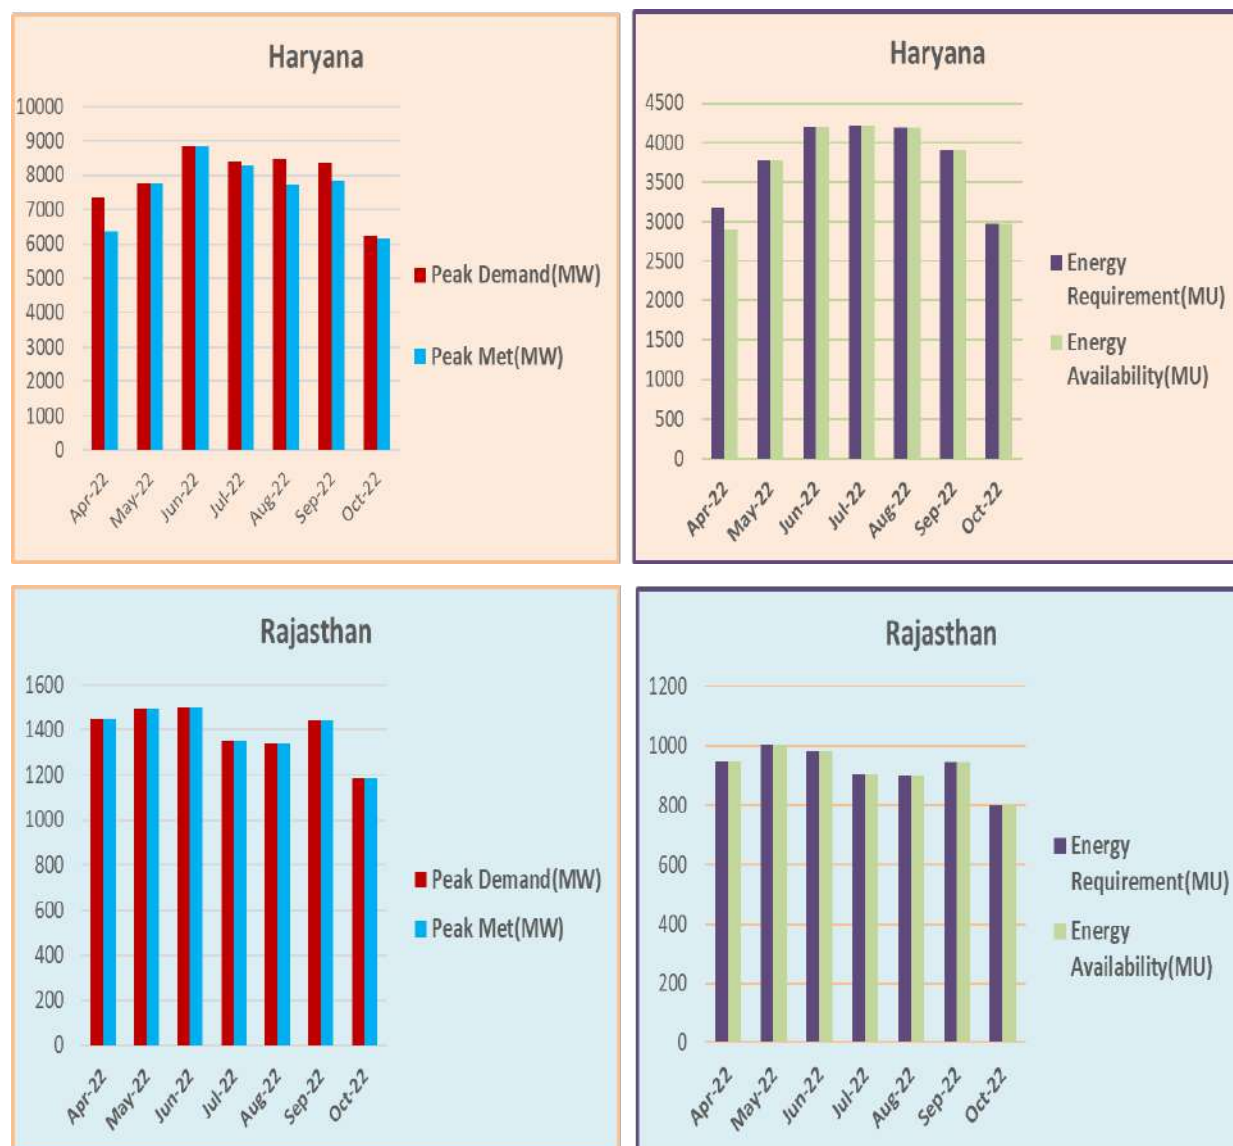 Haryana
10000
9000
8000
7000
6000
5000
4000
3000
2000
1000
0
Apr-22
May-22
Jun-22
Jul-22
Aug-22
Sep-22
Oct-22
Peak Demand(MW)
Peak Met(MW)
Haryana
4500
4000
3500
3000
2500
2000
1500
1000
500
0
Apr-22
May-22
Jun-22
Jul-22
Aug-22
Sep-22
Oct-22
Energy
Requirement(MU)
Energy
Availability(MU)
Rajasthan
1600
1400
1200
1000
800
600
400
200
0
Apr-22
May-22
Jun-22
Jul-22
Aug-22
Sep-22
Oct-22
Peak Demand(MW)
Peak Met(MW)
Rajasthan
1200
1000
800
600
400
200
0
Apr-22
May-22
Jun-22
Jul-22
Aug-22
Sep-22
Oct-22
Energy
Requirement(MU)
Energy
Availability(MU)